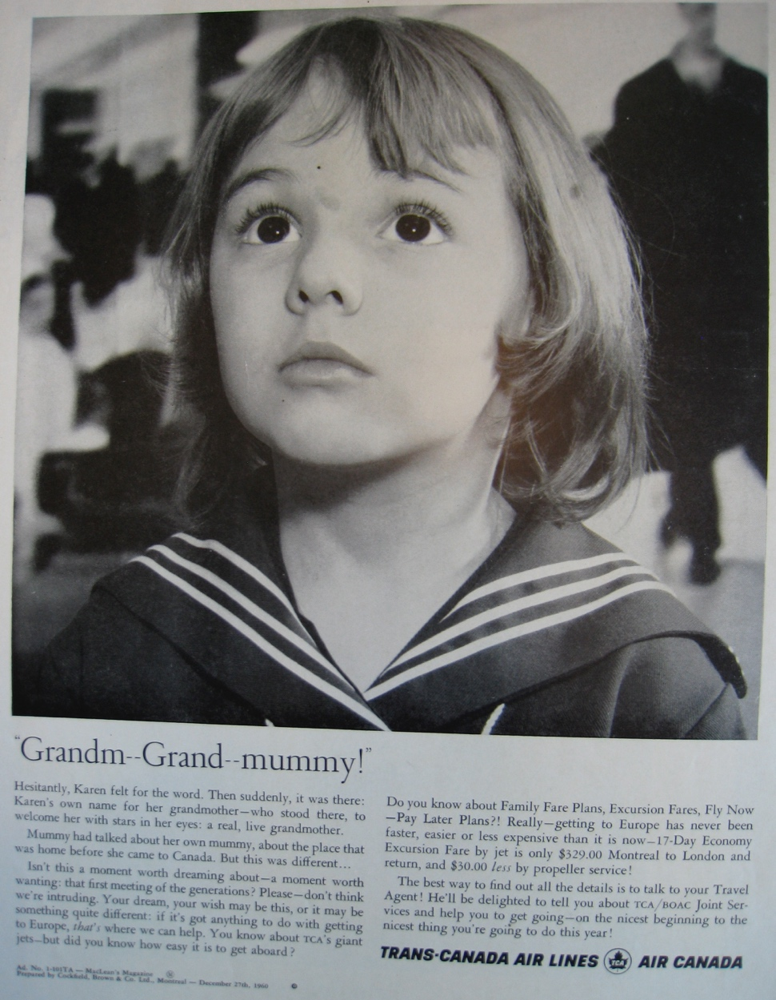 "Grandm--Grand--mummy!"
Hesitantly, Karen felt for the word. Then suddenly, it was there:
Karen's own name for her grandmother—who stood there, to
welcome her with stars in her eyes: a real, live grandmother.
Mummy had talked about her own mummy, about the place that
was home before she came to Canada. But this was different...
Isn't this a moment worth dreaming about—a moment worth
wanting: that first meeting of the generations? Please—don't think
we're intruding. Your dream, your wish may be this, or it may be
something quite different: if it's got anything to do with getting
to Europe, that's where we can help. You know about TCA's giant
jets—but did you know how easy it is to get aboard?
Do you know about Family Fare Plans, Excursion Fares, Fly Now
—Pay Later Plans?! Really—getting to Europe has never been
faster, easier or less expensive than it is now—17-Day Economy
Excursion Fare by jet is only $329.00 Montreal to London and
return, and $30.00 less by propeller service!
The best way to find out all the details is to talk to your Travel
Agent! He'll be delighted to tell you about TCA/BOAC Joint Ser-
vices and help you to get going—on the nicest beginning to the
nicest thing you're going to do this year!
TRANS-CANADA AIR LINES TCA AIR CANADA
Ad. No. 1-101TA — MacLean's Magazine
Prepared by Cockfield, Brown & Co. Ltd., Montreal — December 27th, 1960